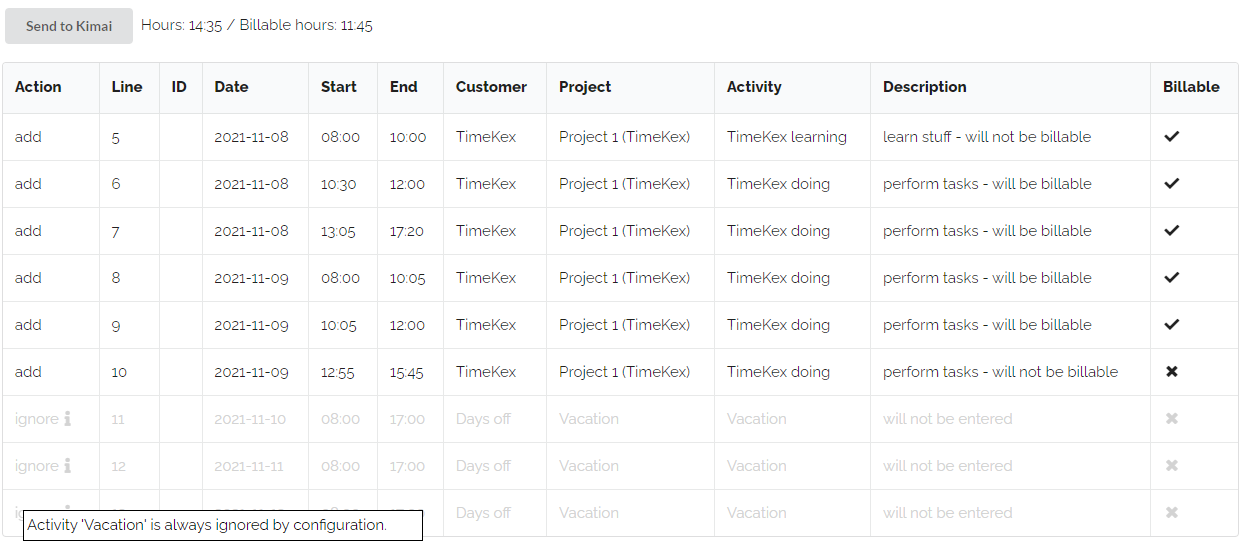 Send to Kimai Hours: 14:35 / Billable hours: 11:45
Action Line ID Date Start End Customer Project Activity Description Billable
add 5 2021-11-08 08:00 10:00 TimeKex Project 1 (TimeKex) TimeKex learning learn stuff - will not be billable
add 6 2021-11-08 10:30 12:00 TimeKex Project 1 (TimeKex) TimeKex doing perform tasks - will be billable
add 7 2021-11-08 13:05 17:20 TimeKex Project 1 (TimeKex) TimeKex doing perform tasks - will be billable
add 8 2021-11-09 08:00 10:05 TimeKex Project 1 (TimeKex) TimeKex doing perform tasks - will be billable
add 9 2021-11-09 10:05 12:00 TimeKex Project 1 (TimeKex) TimeKex doing perform tasks - will be billable
add 10 2021-11-09 12:55 15:45 TimeKex Project 1 (TimeKex) TimeKex doing perform tasks - will not be billable
ignore 11 2021-11-10 08:00 17:00 Days off Vacation Vacation will not be entered
ignore 12 2021-11-11 08:00 17:00 Days off Vacation Vacation will not be entered
Days off Vacation Vacation will not be entered
Activity 'Vacation' is always ignored by configuration.